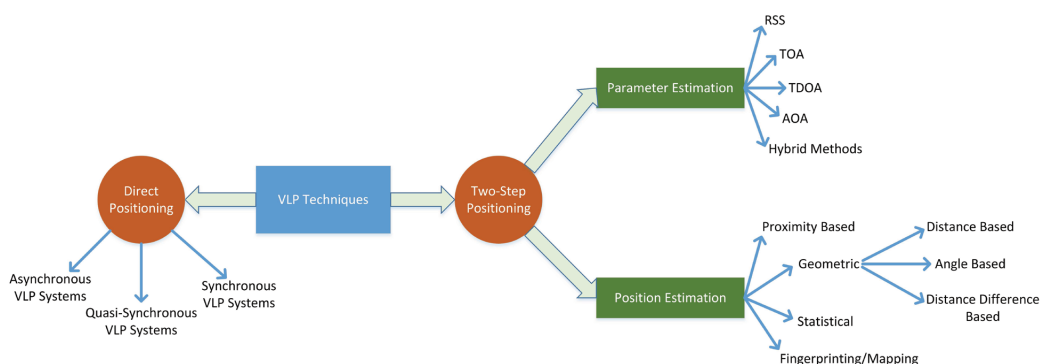 RSS
TOA
Parameter Estimation
TDOA
AOA
Hybrid Methods
Direct
Positioning
VLP Techniques
Two-Step
Positioning
Asynchronous
VLP Systems
Quasi-Synchronous
VLP Systems
Synchronous
VLP Systems
Proximity Based
Geometric
Position Estimation
Statistical
Fingerprinting/Mapping
Distance Based
Angle Based
Distance Difference
Based